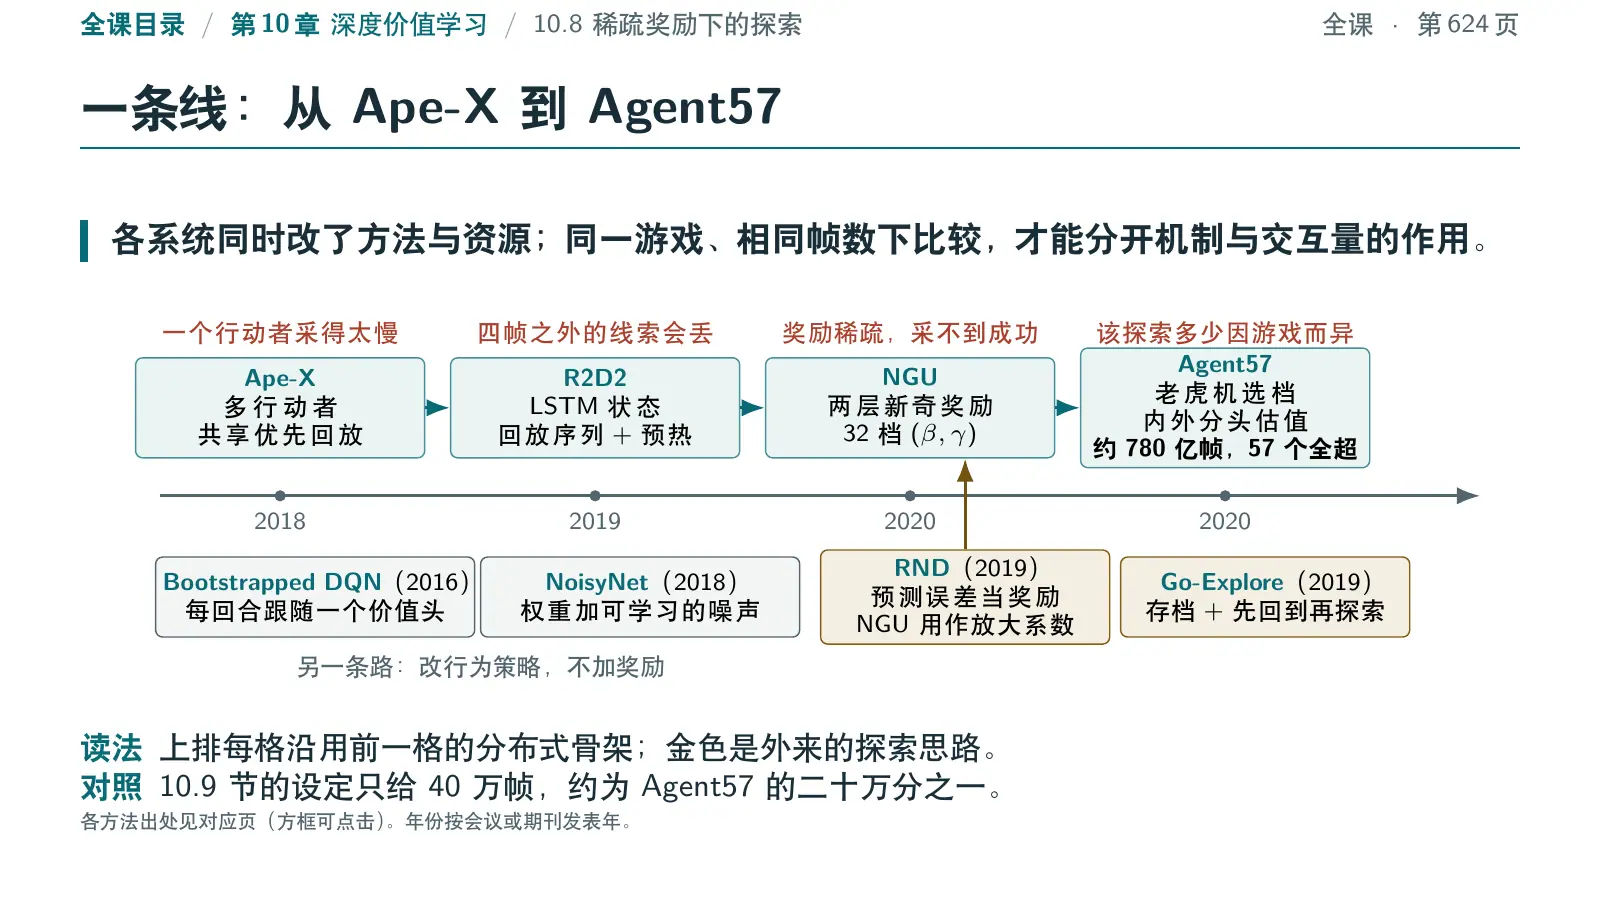 全课目录 / 第10章 深度价值学习 / 10.8 稀疏奖励下的探索
全课 · 第624页
一条线：从 Ape-X 到 Agent57
各系统同时改了方法与资源；同一游戏、相同帧数下比较，才能分开机制与交互量的作用。
一个行动者采得太慢
四帧之外的线索会丢
奖励稀疏，采不到成功
该探索多少因游戏而异
Ape-X
多行动者
共享优先回放
R2D2
LSTM 状态
回放序列 + 预热
NGU
两层新奇奖励
32 档 (β, γ)
Agent57
老虎机选档
内外分头估值
约 780 亿帧，57 个全超
2018
2019
2020
2020
Bootstrapped DQN（2016）
每回合跟随一个价值头
NoisyNet（2018）
权重加可学习的噪声
RND（2019）
预测误差当奖励
NGU 用作放大系数
Go-Explore（2019）
存档 + 先回到再探索
另一条路：改行为策略，不加奖励
读法 上排每格沿用前一格的分布式骨架；金色是外来的探索思路。
对照 10.9 节的设定只给 40 万帧，约为 Agent57 的二十万分之一。
各方法出处见对应页（方框可点击）。年份按会议或期刊发表年。